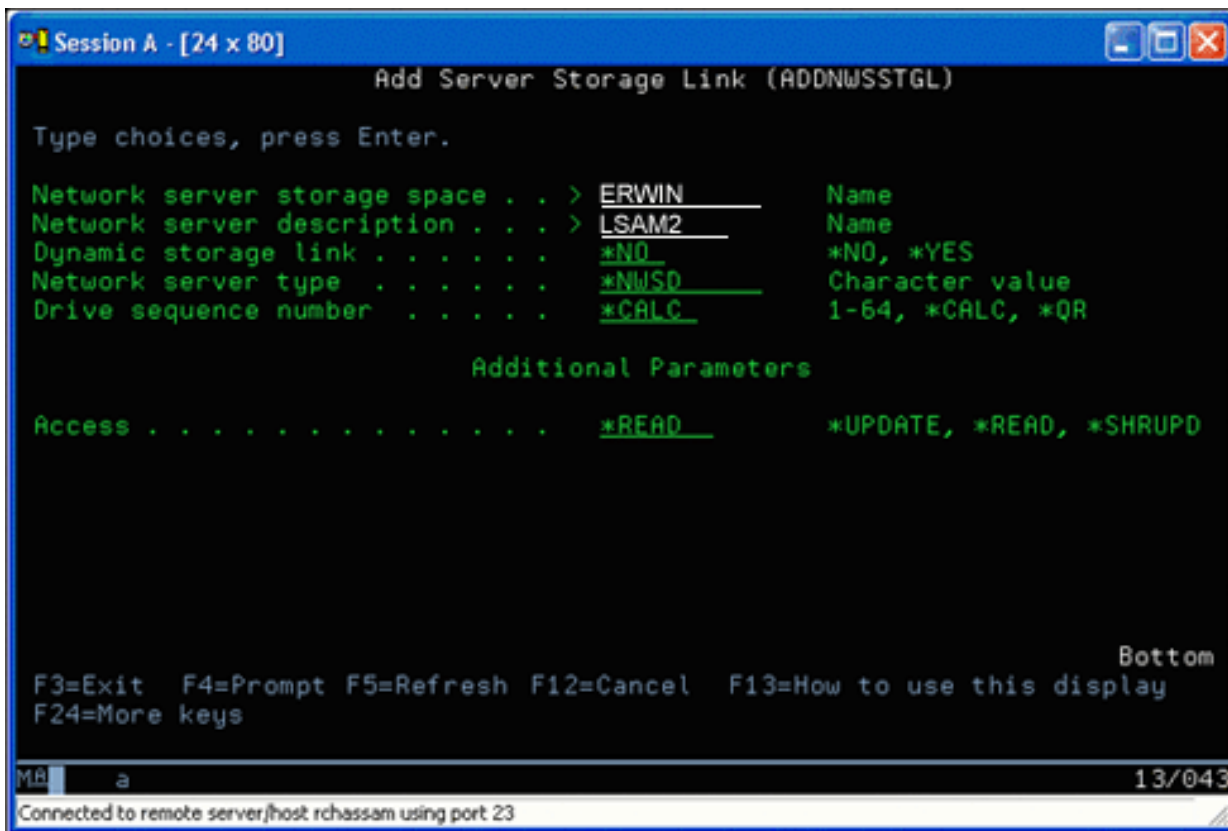 Session A - [24 x 80]
Add Server Storage Link (ADDNWSSTGL)
Type choices, press Enter.
Network server storage space . . > ERWIN Name
Network server description . . . > LSAM2 Name
Dynamic storage link . . . . . . *NO *NO, *YES
Network server type . . . . . . *NWSD Character value
Drive sequence number . . . . . *CALC 1-64, *CALC, *QR
Additional Parameters
Access . . . . . . . . . . . . . . *READ *UPDATE, *READ, *SHRUPD
Bottom
F3=Exit F4=Prompt F5=Refresh F12=Cancel F13=How to use this display
F24=More keys
MA a 13/043
Connected to remote server/host rchassam using port 23